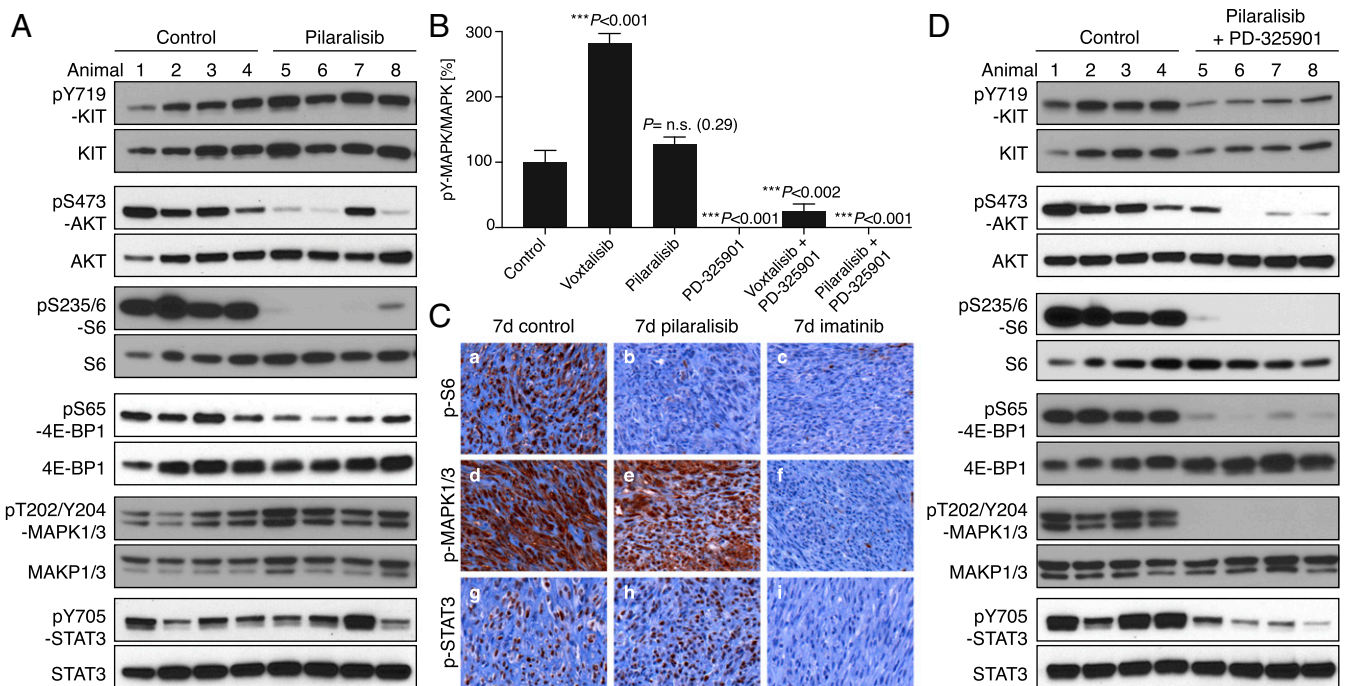 A
Control
Pilaralisib
Animal 1 2 3 4 5 6 7 8
pY719
-KIT
KIT
pS473
-AKT
AKT
pS235/6
-S6
S6
pS65
-4E-BP1
4E-BP1
pT202/Y204
-MAPK1/3
MAKP1/3
pY705
-STAT3
STAT3
B
pY-MAPK/MAPK [%]
300
200
100
0
***P<0.001
P= n.s. (0.29)
***P<0.001
***P<0.002
***P<0.001
Control
Voxtalisib
Pilaralisib
PD-325901
Voxtalisib +
PD-325901
Pilaralisib +
PD-325901
C
7d control
7d pilaralisib
7d imatinib
p-S6
a
b
c
p-MAPK1/3
d
e
f
p-STAT3
g
h
i
D
Control
Pilaralisib
+ PD-325901
Animal 1 2 3 4 5 6 7 8
pY719
-KIT
KIT
pS473
-AKT
AKT
pS235/6
-S6
S6
pS65
-4E-BP1
4E-BP1
pT202/Y204
-MAPK1/3
MAKP1/3
pY705
-STAT3
STAT3